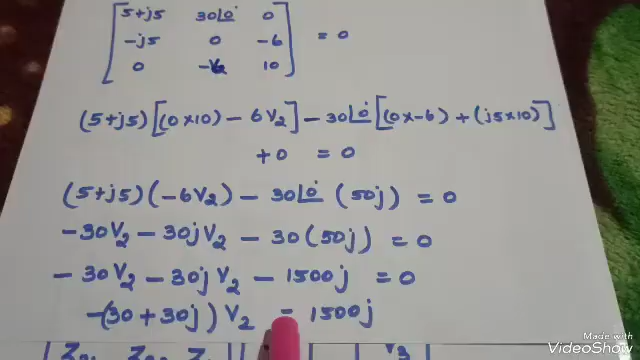 5+j5 30∠0° 0
-j5 0 -6 = 0
0 -V2 10
(5+j5) [(0×10) - 6V2] - 30∠0° [(0×-6) + (j5×10)]
+0 = 0
(5+j5) (-6V2) - 30∠0° (50j) = 0
-30V2 - 30jV2 - 30(50j) = 0
-30V2 - 30jV2 - 1500j = 0
-(30+30j) V2 = 1500j
V3
Made with
VideoShow